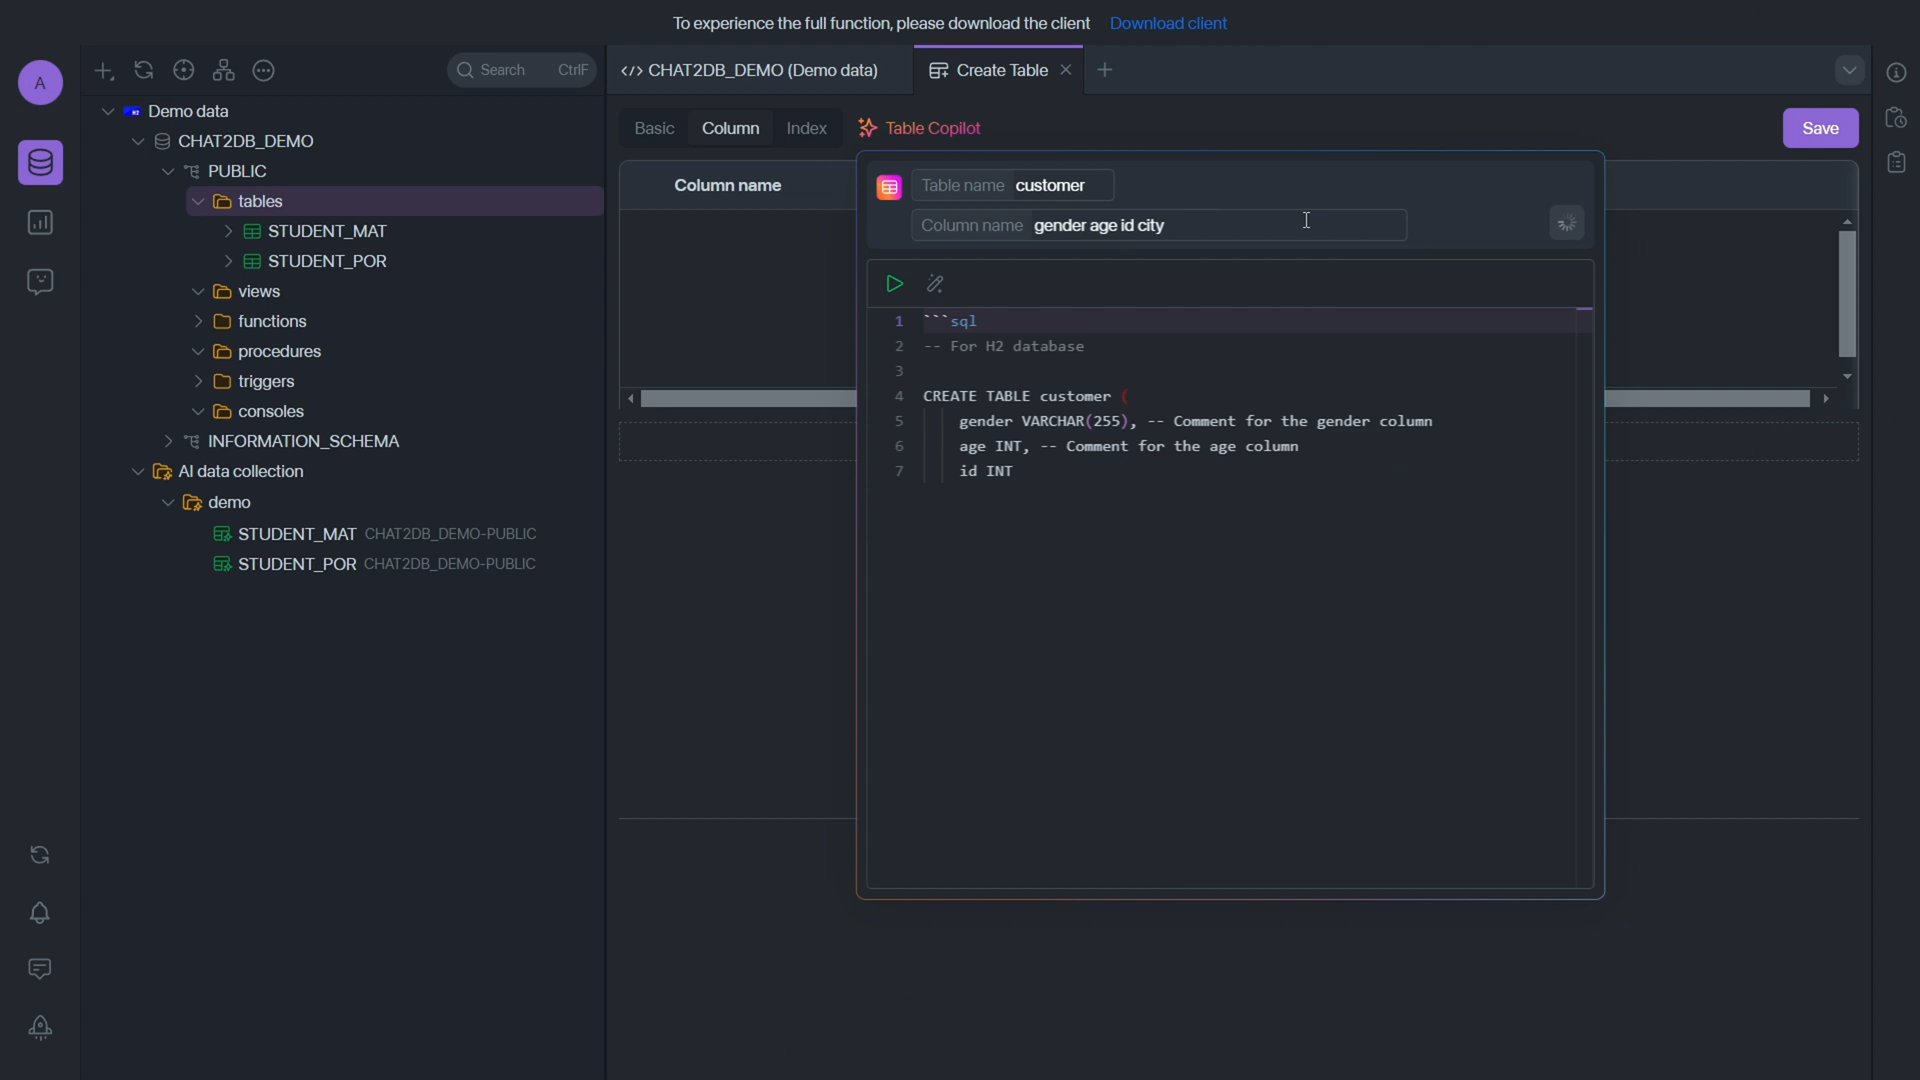 To experience the full function, please download the client Download client
A
Search CtrlF
</> CHAT2DB_DEMO (Demo data)
Create Table
Demo data
CHAT2DB_DEMO
PUBLIC
tables
STUDENT_MAT
STUDENT_POR
views
functions
procedures
triggers
consoles
INFORMATION_SCHEMA
AI data collection
demo
STUDENT_MAT CHAT2DB_DEMO-PUBLIC
STUDENT_POR CHAT2DB_DEMO-PUBLIC
Basic Column Index Table Copilot
Save
Column name
Table name customer
Column name gender age id city
1 ```sql
2 -- For H2 database
3
4 CREATE TABLE customer (
5 gender VARCHAR(255), -- Comment for the gender column
6 age INT, -- Comment for the age column
7 id INT